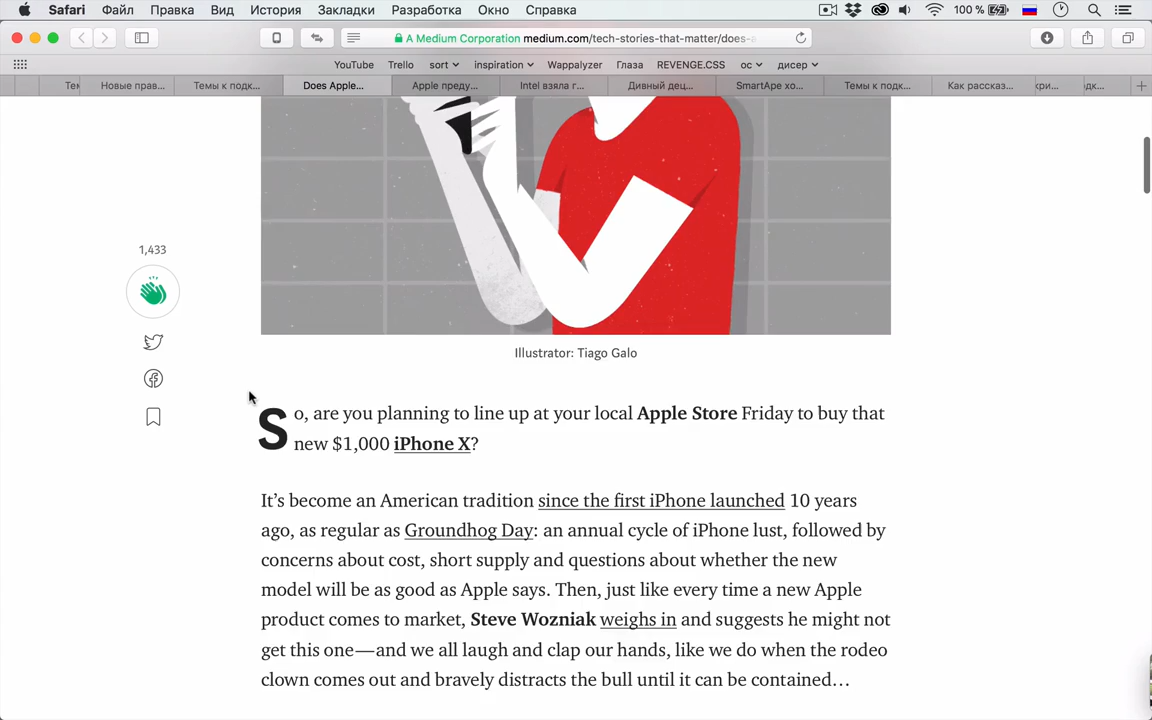 Safari Файл Правка Вид История Закладки Разработка Окно Справка 100 %
A Medium Corporation medium.com/tech-stories-that-matter/does-
YouTube Trello sort inspiration Wappalyzer Глаза REVENGE.CSS ос дисер
Новые прав... Темы к подк... Does Apple... Apple преду... Intel взяла г... Дивный дец... SmartApe хо... Темы к подк... Как рассказ...
1,433
Illustrator: Tiago Galo
So, are you planning to line up at your local Apple Store Friday to buy that
new $1,000 iPhone X?
It’s become an American tradition since the first iPhone launched 10 years
ago, as regular as Groundhog Day: an annual cycle of iPhone lust, followed by
concerns about cost, short supply and questions about whether the new
model will be as good as Apple says. Then, just like every time a new Apple
product comes to market, Steve Wozniak weighs in and suggests he might not
get this one—and we all laugh and clap our hands, like we do when the rodeo
clown comes out and bravely distracts the bull until it can be contained…